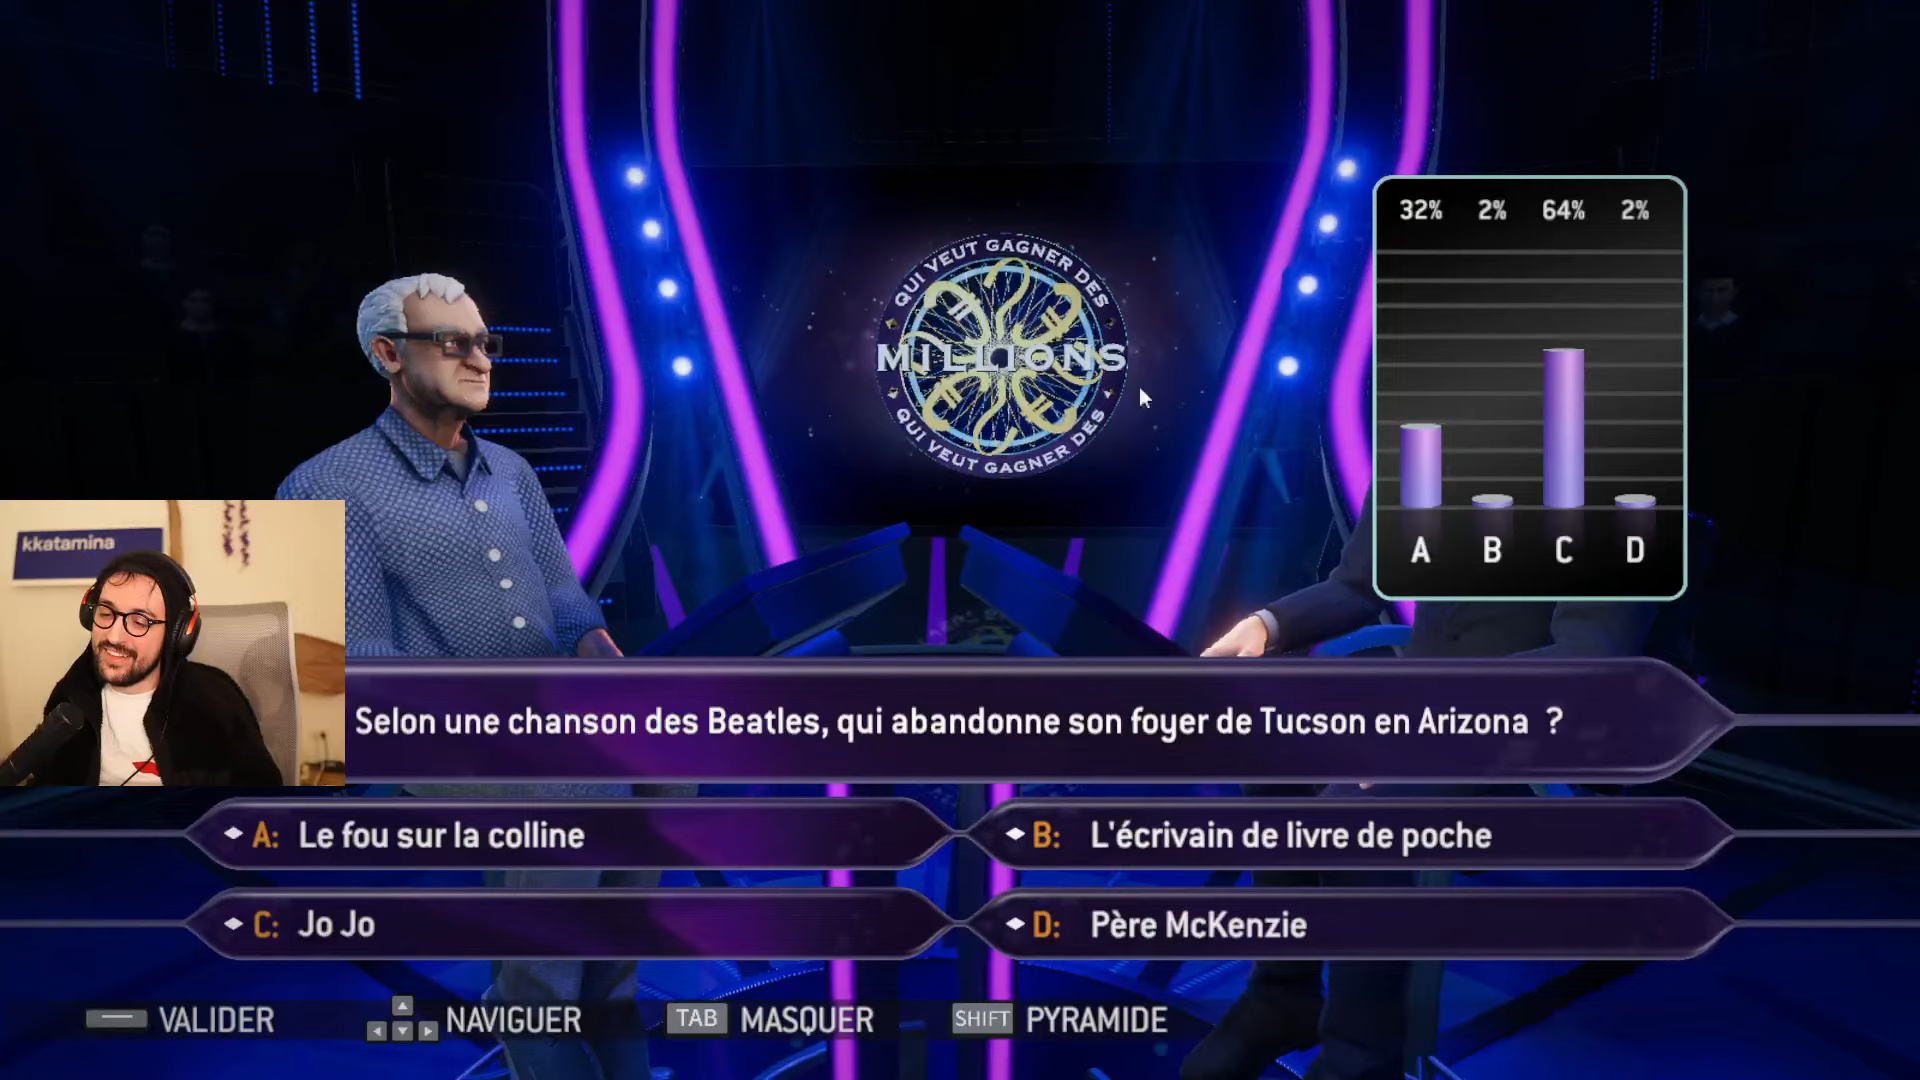 32% 2% 64% 2%
QUI VEUT GAGNER DES
MILLIONS
QUI VEUT GAGNER DES
A B C D
kkatamina
Selon une chanson des Beatles, qui abandonne son foyer de Tucson en Arizona ?
A: Le fou sur la colline
B: L'écrivain de livre de poche
C: Jo Jo
D: Père McKenzie
VALIDER NAVIGUER TAB MASQUER SHIFT PYRAMIDE